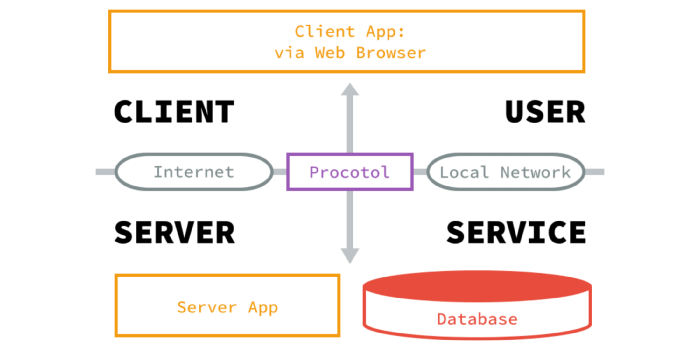 Client App:
via Web Browser
CLIENT
USER
Internet
Procotol
Local Network
SERVER
SERVICE
Server App
Database